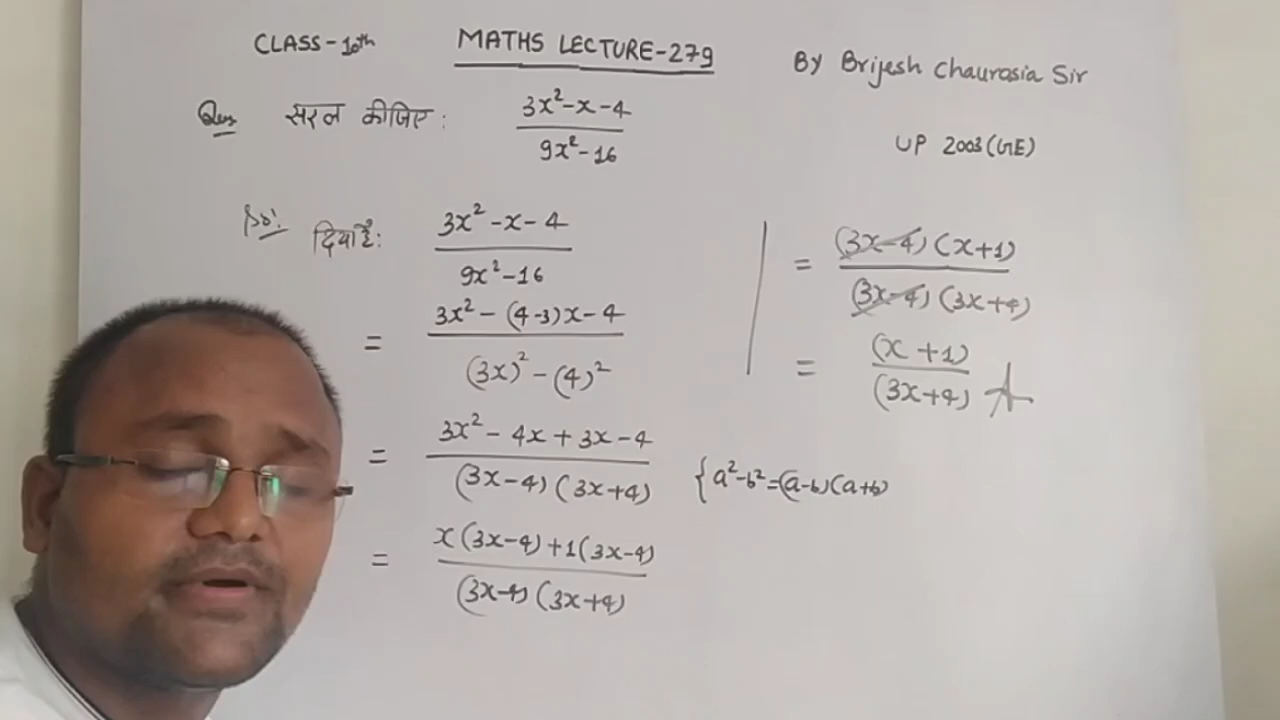 CLASS-10th MATHS LECTURE-279 By Brijesh Chaurasia Sir
Ques सरल कीजिए: 3x²-x-4 / 9x²-16
UP 2003(GE)
So: दिया है: 3x²-x-4 / 9x²-16
= 3x²-(4-3)x-4 / (3x)²-(4)²
= 3x²-4x+3x-4 / (3x-4)(3x+4) {a²-b²=(a-b)(a+b)
= x(3x-4)+1(3x-4) / (3x-4)(3x+4)
= (3x-4)(x+1) / (3x-4)(3x+4)
= (x+1) / (3x+4)